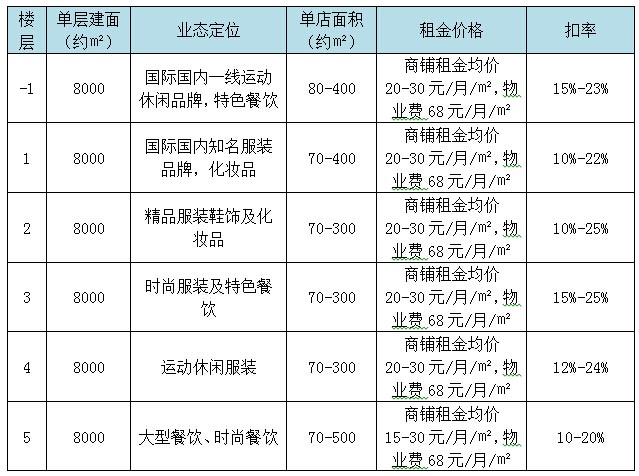 楼层 单层建面（约㎡） 业态定位 单店面积（约㎡） 租金价格 扣率
-1 8000 国际国内一线运动休闲品牌，特色餐饮 80-400 商铺租金均价20-30元/月/㎡，物业费68元/月/㎡ 15%-23%
1 8000 国际国内知名服装品牌，化妆品 70-400 商铺租金均价20-30元/月/㎡，物业费68元/月/㎡ 10%-22%
2 8000 精品服装鞋饰及化妆品 70-300 商铺租金均价20-30元/月/㎡，物业费68元/月/㎡ 10%-25%
3 8000 时尚服装及特色餐饮 70-300 商铺租金均价20-30元/月/㎡，物业费68元/月/㎡ 15%-25%
4 8000 运动休闲服装 70-300 商铺租金均价20-30元/月/㎡，物业费68元/月/㎡ 12%-24%
5 8000 大型餐饮、时尚餐饮 70-500 商铺租金均价15-30元/月/㎡，物业费68元/月/㎡ 10-20%